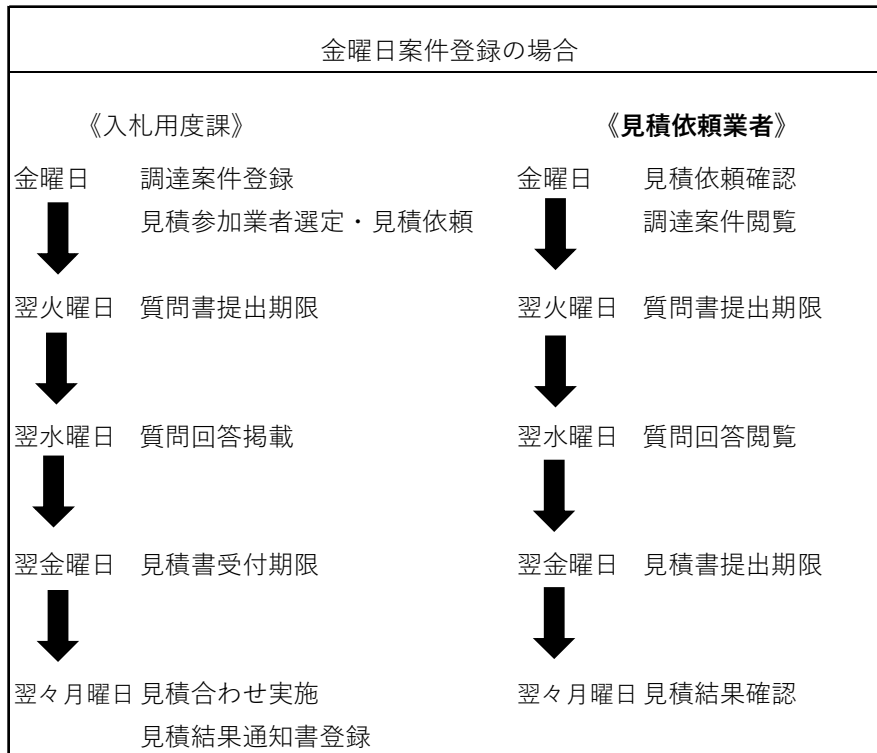 金曜日案件登録の場合
《入札用度課》 《見積依頼業者》
金曜日 調達案件登録 金曜日 見積依頼確認
見積参加業者選定・見積依頼 調達案件閲覧
翌火曜日 質問書提出期限 翌火曜日 質問書提出期限
翌水曜日 質問回答掲載 翌水曜日 質問回答閲覧
翌金曜日 見積書受付期限 翌金曜日 見積書提出期限
翌々月曜日 見積合わせ実施 翌々月曜日 見積結果確認
見積結果通知書登録